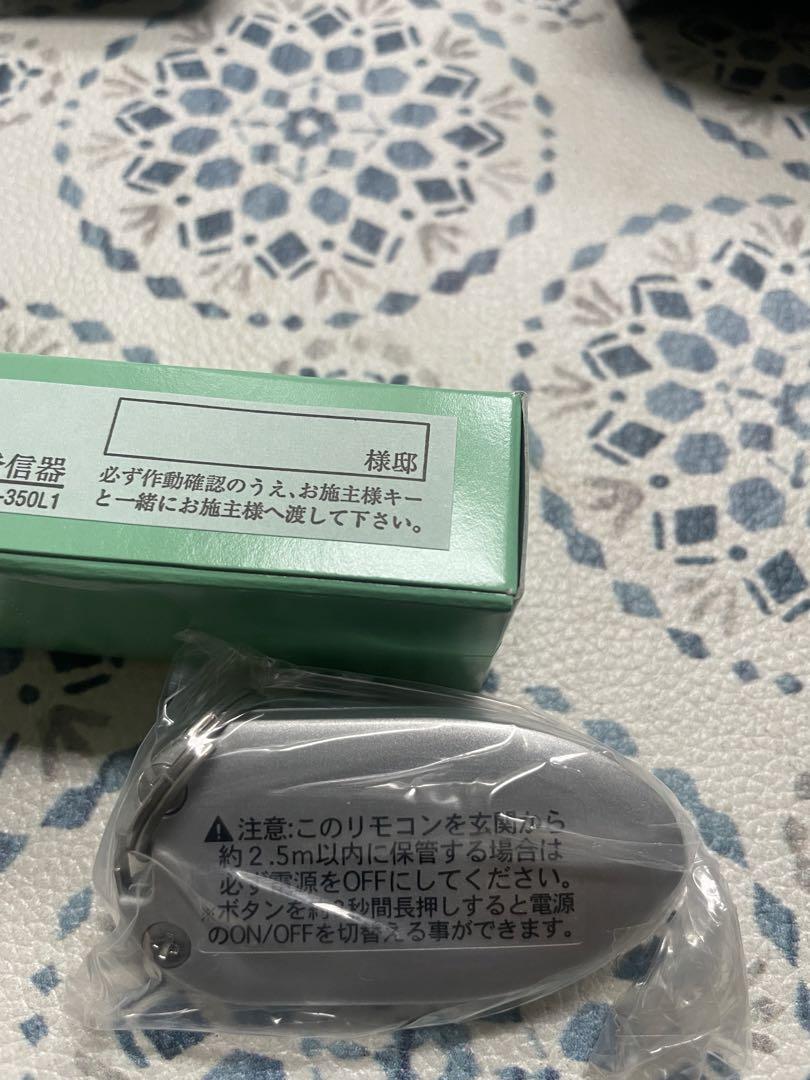 様邸
信器
-350L1
必ず作動確認のうえ、お施主様キー
と一緒にお施主様へ渡して下さい。
注意:このリモコンを玄関から
約2.5m以内に保管する場合は
必ず電源をOFFにしてください。
※ボタンを約 秒間長押しすると電源
のON/OFFを切替える事ができます。